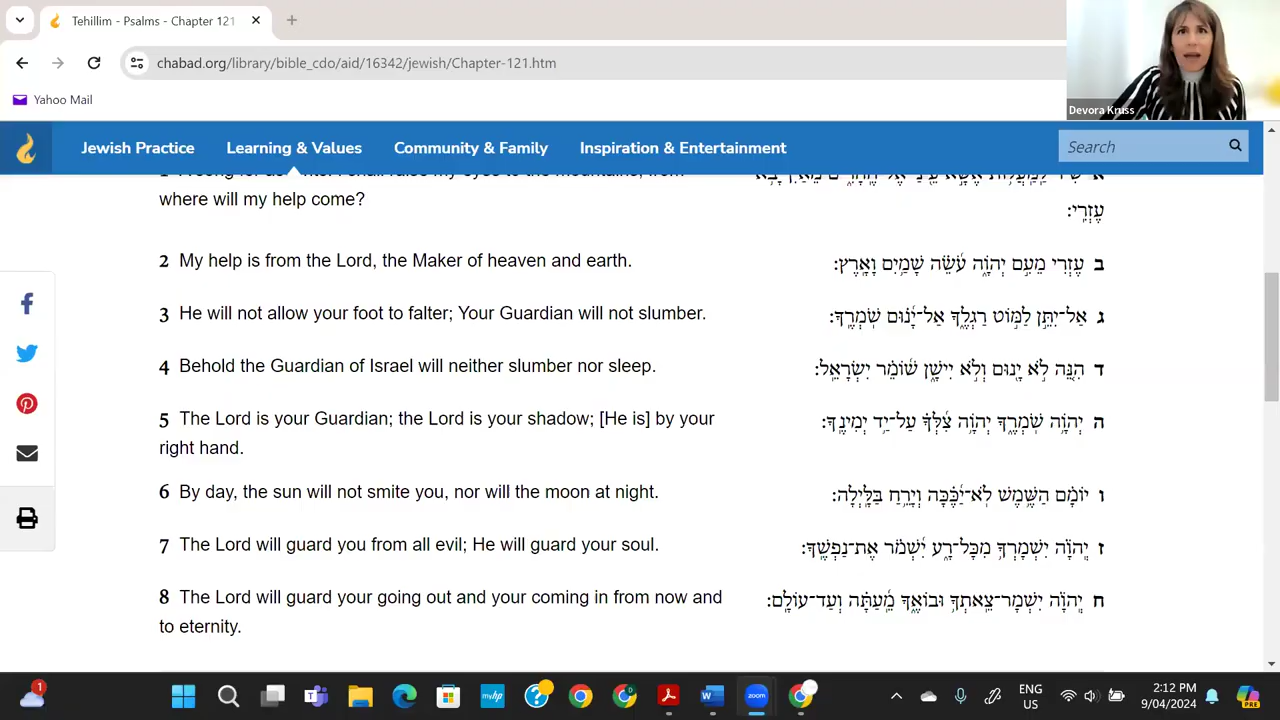 Tehillim - Psalms - Chapter 121
chabad.org/library/bible_cdo/aid/16342/jewish/Chapter-121.htm
Yahoo Mail
Devora Kruss
Jewish Practice
Learning & Values
Community & Family
Inspiration & Entertainment
Search
where will my help come?
עֶזְרִֽי:
2 My help is from the Lord, the Maker of heaven and earth.
ב עֶזְרִי מֵעִ֣ם יְהֹוָ֑ה עֹ֜שֵׂ֗ה שָׁמַ֥יִם וָאָֽרֶץ:
3 He will not allow your foot to falter; Your Guardian will not slumber.
ג אַל־יִתֵּ֣ן לַמּ֣וֹט רַגְלֶ֑ךָ אַל־יָ֜נ֗וּם שֹֽׁמְרֶֽךָ:
4 Behold the Guardian of Israel will neither slumber nor sleep.
ד הִנֵּ֣ה לֹ֣א יָ֖נוּם וְלֹ֣א יִישָׁ֑ן שׁ֜וֹמֵ֗ר יִשְׂרָאֵֽל:
5 The Lord is your Guardian; the Lord is your shadow; [He is] by your
right hand.
ה יְהֹוָ֥ה שֹֽׁמְרֶ֑ךָ יְהֹוָ֥ה צִ֜לְּךָ֗ עַל־יַ֥ד יְמִינֶֽךָ:
6 By day, the sun will not smite you, nor will the moon at night.
ו יוֹמָ֗ם הַשֶּׁ֥מֶשׁ לֹֽא־יַ֜כֶּ֗כָּה וְיָרֵ֥חַ בַּלָּֽיְלָה:
7 The Lord will guard you from all evil; He will guard your soul.
ז יְֽהֹוָ֗ה יִשְׁמָרְךָ֥ מִכָּל־רָ֑ע יִ֜שְׁמֹ֗ר אֶת־נַפְשֶֽׁךָ:
8 The Lord will guard your going out and your coming in from now and
to eternity.
ח יְֽהֹוָ֗ה יִשְׁמָר־צֵֽאתְךָ֥ וּבוֹאֶ֑ךָ מֵ֜עַתָּ֗ה וְעַד־עוֹלָֽם:
1
ENG
US
2:12 PM
9/04/2024
PRE